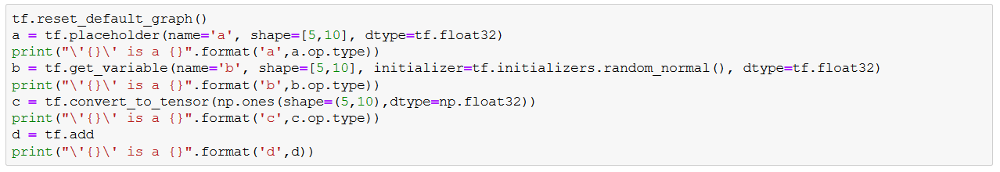 tf.reset_default_graph()
a = tf.placeholder(name='a', shape=[5,10], dtype=tf.float32)
print("\'{}\' is a {}".format('a',a.op.type))
b = tf.get_variable(name='b', shape=[5,10], initializer=tf.initializers.random_normal(), dtype=tf.float32)
print("\'{}\' is a {}".format('b',b.op.type))
c = tf.convert_to_tensor(np.ones(shape=(5,10),dtype=np.float32))
print("\'{}\' is a {}".format('c',c.op.type))
d = tf.add
print("\'{}\' is a {}".format('d',d))